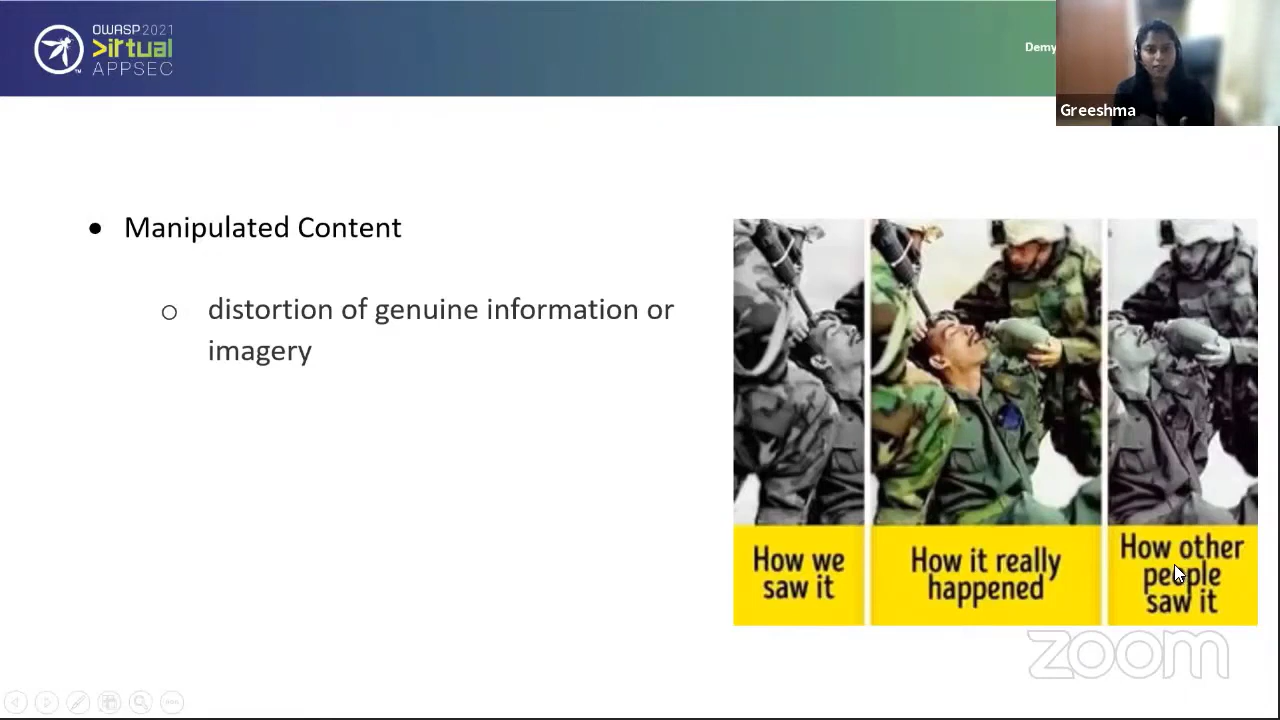 OWASP 2021
Virtual
APPSEC
Demy
Greeshma
• Manipulated Content
o distortion of genuine information or
imagery
How we
saw it
How it really
happened
How other
people
saw it
zoom